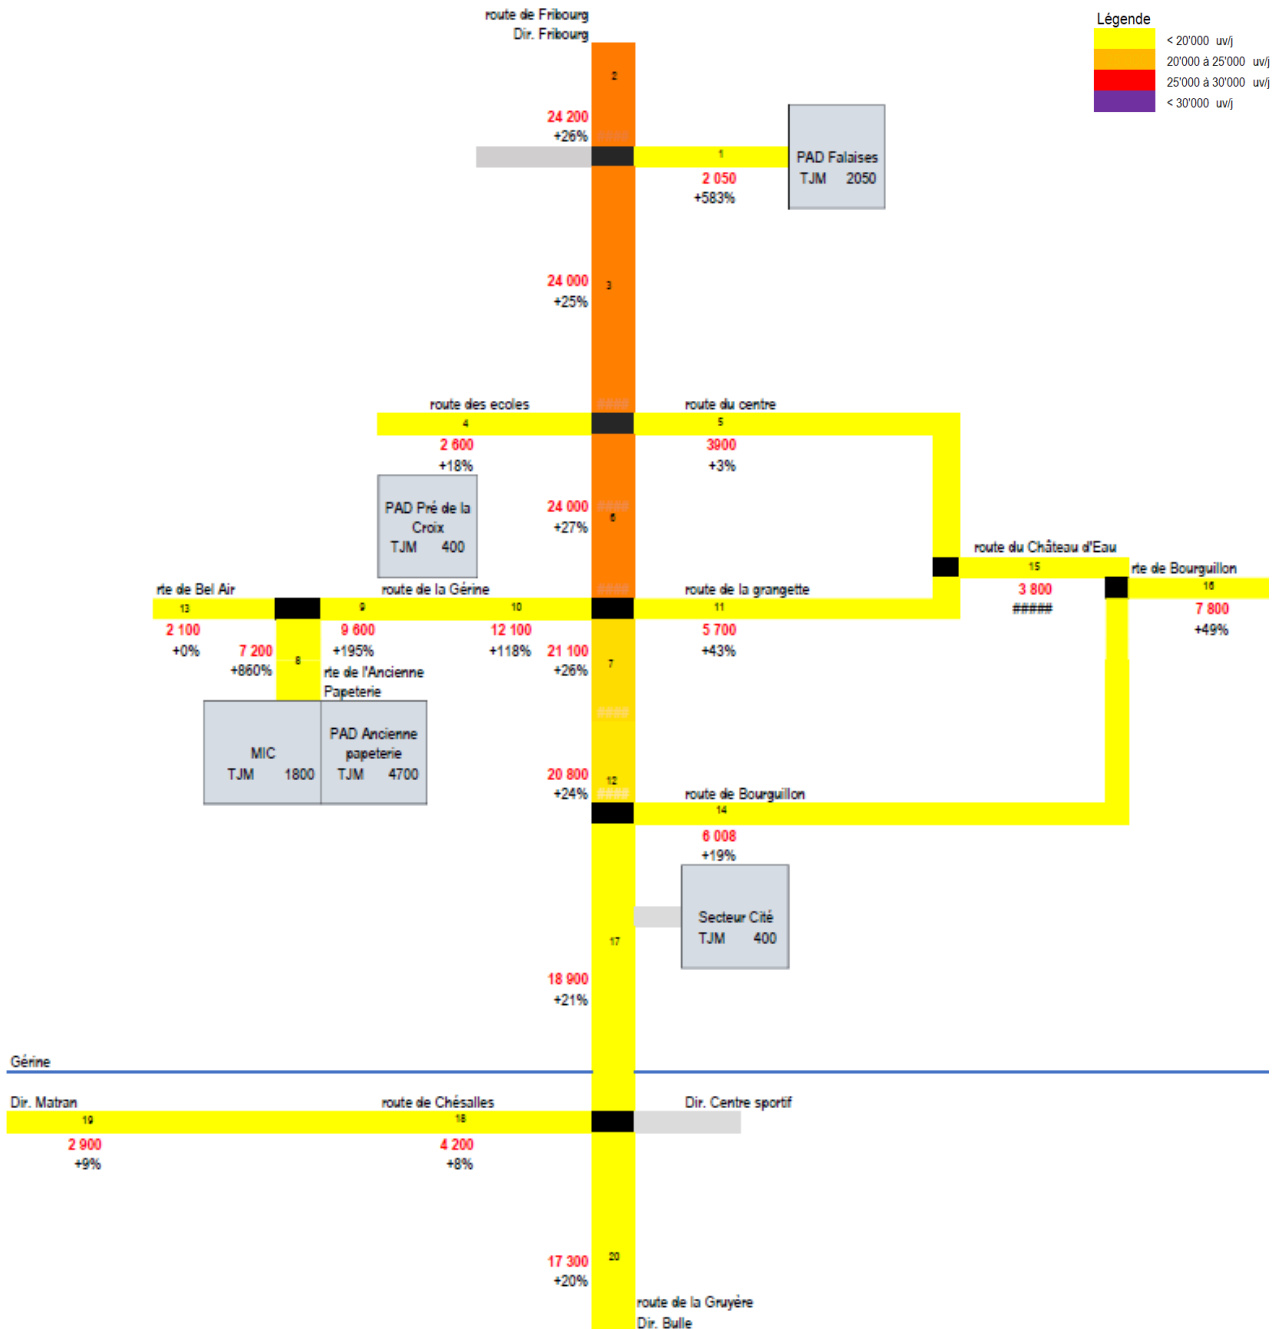 route de Fribourg
Dir. Fribourg
Légende
< 20'000 uv/j
20'000 à 25'000 uv/j
25'000 à 30'000 uv/j
< 30'000 uv/j
2
24 200
+26%
####
1
2 050
+583%
PAD Falaises
TJM 2050
24 000
+25%
3
####
route des ecoles
4
2 600
+18%
route du centre
5
3900
+3%
PAD Pré de la
Croix
TJM 400
24 000
+27%
####
6
####
route du Château d'Eau
15
3 800
#####
rte de Bourguillon
16
7 800
+49%
rte de Bel Air
13
2 100
+0%
route de la Gérine
9
10
9 600
+195%
12 100
+118%
route de la grangette
11
5 700
+43%
7 200
+860%
8
rte de l'Ancienne
Papeterie
21 100
+26%
7
####
MIC
TJM 1800
PAD Ancienne
papeterie
TJM 4700
20 800
+24%
12
####
route de Bourguillon
14
6 008
+19%
Secteur Cité
TJM 400
17
18 900
+21%
Gérine
Dir. Matran
19
2 900
+9%
route de Chésalles
18
4 200
+8%
Dir. Centre sportif
17 300
+20%
20
route de la Gruyère
Dir. Bulle